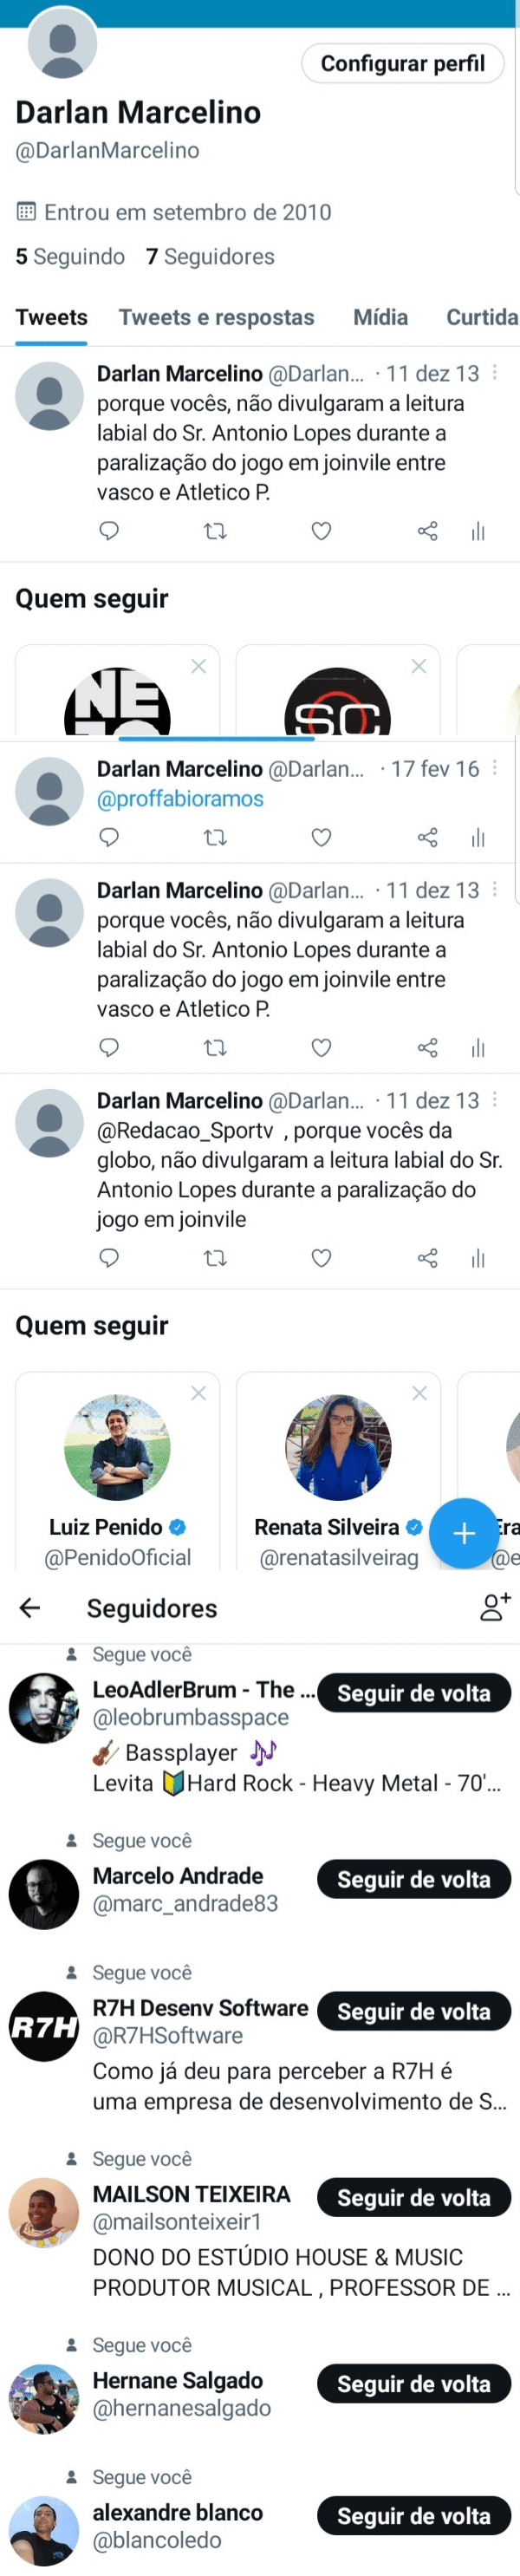 Configurar perfil
Darlan Marcelino
@DarlanMarcelino
Entrou em setembro de 2010
5 Seguindo 7 Seguidores
Tweets Tweets e respostas Mídia Curtida
Darlan Marcelino @Darlan... · 11 dez 13
porque vocês, não divulgaram a leitura
labial do Sr. Antonio Lopes durante a
paralização do jogo em joinvile entre
vasco e Atletico P.
Quem seguir
NE
SC
Darlan Marcelino @Darlan... · 17 fev 16
@proffabioramos
Darlan Marcelino @Darlan... · 11 dez 13
porque vocês, não divulgaram a leitura
labial do Sr. Antonio Lopes durante a
paralização do jogo em joinvile entre
vasco e Atletico P.
Darlan Marcelino @Darlan... · 11 dez 13
@Redacao_Sportv , porque vocês da
globo, não divulgaram a leitura labial do Sr.
Antonio Lopes durante a paralização do
jogo em joinvile
Quem seguir
Luiz Penido Renata Silveira Era
@PenidoOficial @renatasilveirag @e
Seguidores
Segue você
LeoAdlerBrum - The ... Seguir de volta
@leobrumbasspace
🎻 Bassplayer 🎶
Levita 🔰Hard Rock - Heavy Metal - 70'...
Segue você
Marcelo Andrade Seguir de volta
@marc_andrade83
Segue você
R7H R7H Desenv Software Seguir de volta
@R7HSoftware
Como já deu para perceber a R7H é
uma empresa de desenvolvimento de S...
Segue você
MAILSON TEIXEIRA Seguir de volta
@mailsonteixeir1
DONO DO ESTÚDIO HOUSE & MUSIC
PRODUTOR MUSICAL , PROFESSOR DE ...
Segue você
Hernane Salgado Seguir de volta
@hernanesalgado
Segue você
alexandre blanco Seguir de volta
@blancoledo